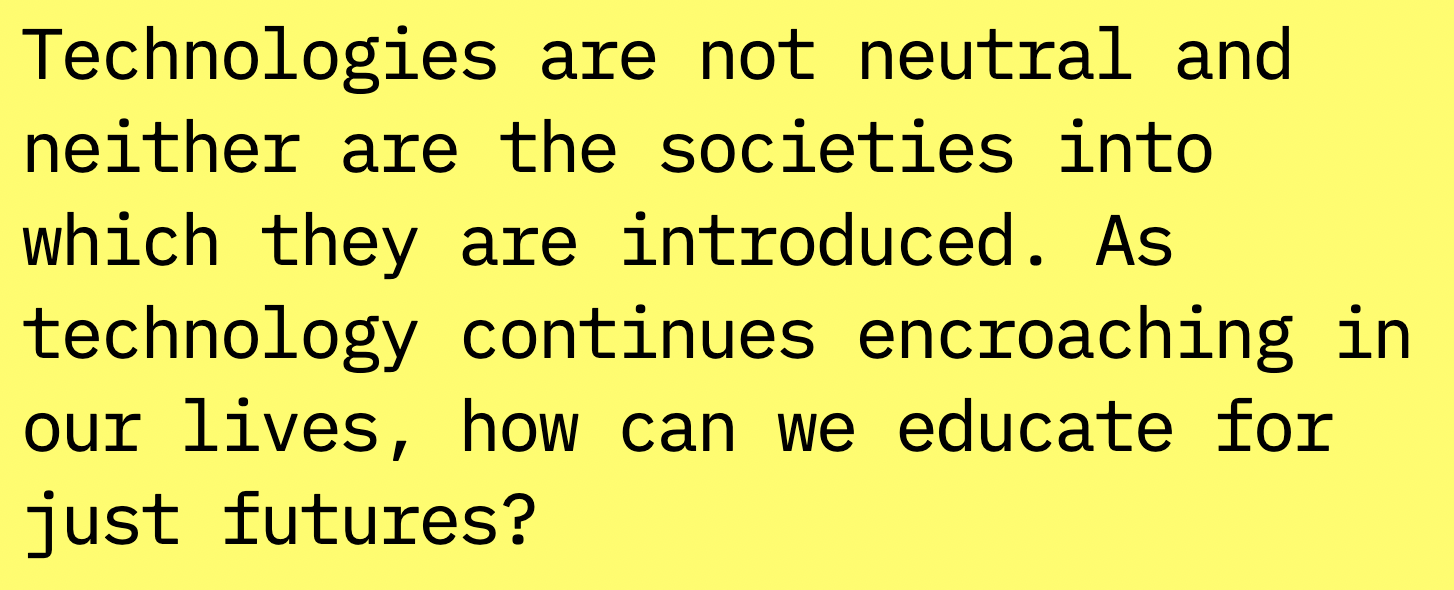 Technologies are not neutral and
neither are the societies into
which they are introduced. As
technology continues encroaching in
our lives, how can we educate for
just futures?